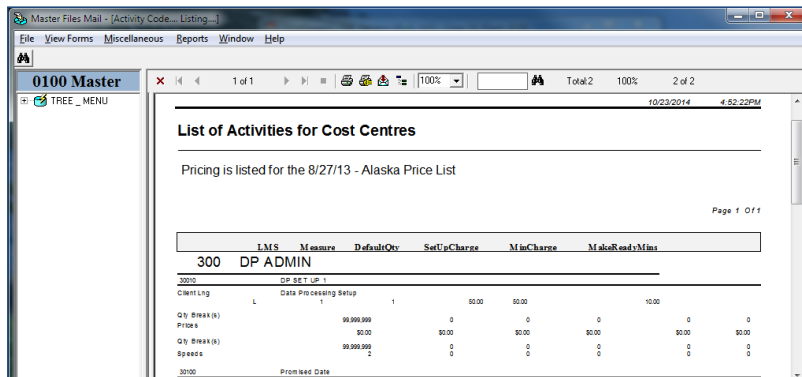 Master Files Mail - [Activity Code.... Listing....]
File View Forms Miscellaneous Reports Window Help
0100 Master
TREE _ MENU
1 of 1 100% Total:2 100% 2 of 2
10/23/2014 4:52:22PM
List of Activities for Cost Centres
Pricing is listed for the 8/27/13 - Alaska Price List
Page 1 Of 1
LMS Measure DefaultQty SetUpCharge MinCharge MakeReadyMins
300 DP ADMIN
30010 DP SET UP 1
Client Lng Data Processing Setup
L 1 1 50.00 50.00 10.00
Qty Break(s) 99,999,999 0 0 0 0 0
Prices $0.00 $0.00 $0.00 $0.00 $0.00 $0.00
Qty Break(s) 99,999,999 0 0 0 0 0
Speeds 2 0 0 0 0 0
30100 Promised Date